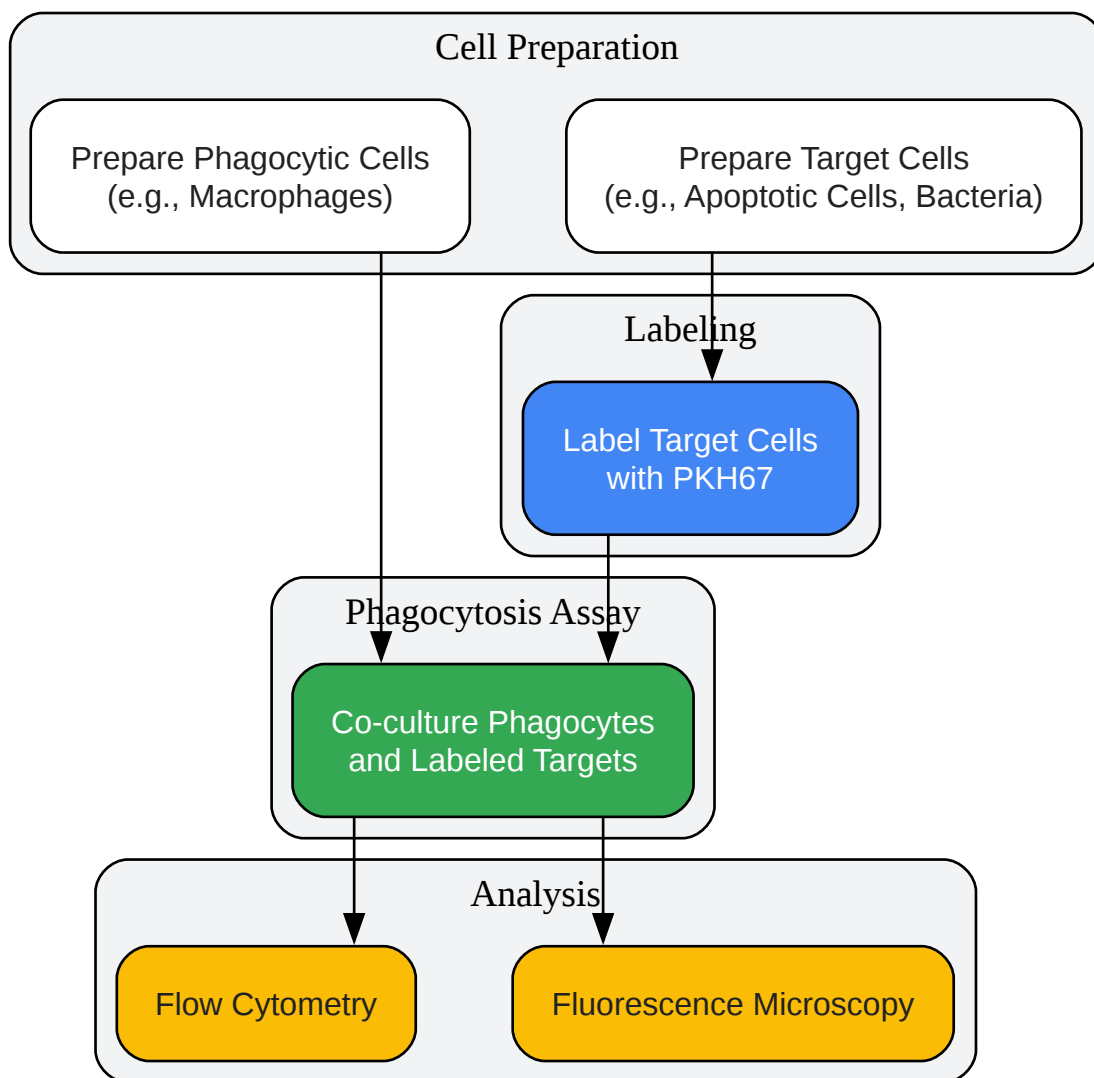 Cell Preparation
Prepare Phagocytic Cells
(e.g., Macrophages)
Prepare Target Cells
(e.g., Apoptotic Cells, Bacteria)
Labeling
Label Target Cells
with PKH67
Phagocytosis Assay
Co-culture Phagocytes
and Labeled Targets
Analysis
Flow Cytometry
Fluorescence Microscopy